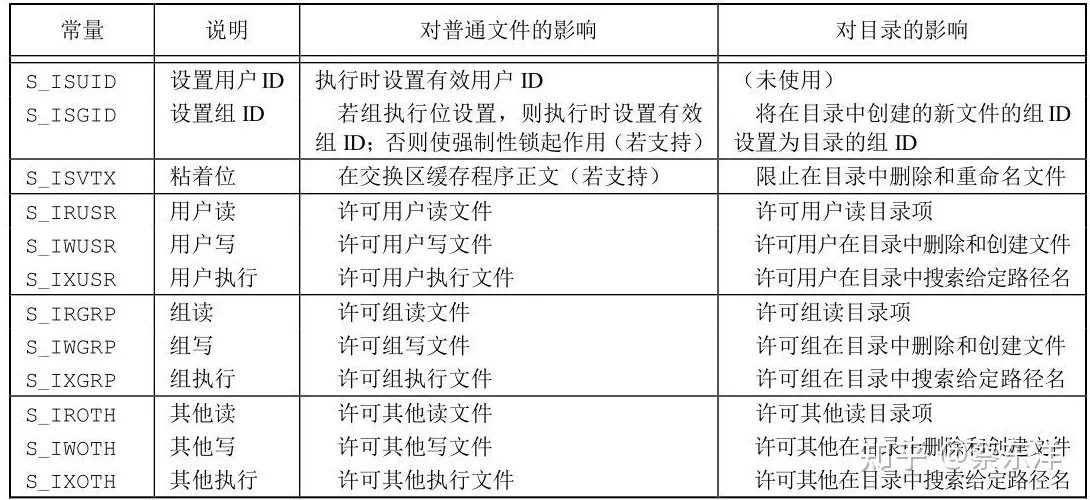 常量 说明 对普通文件的影响 对目录的影响
S_ISUID 设置用户 ID 执行时设置有效用户 ID （未使用）
S_ISGID 设置组 ID 若组执行位设置，则执行时设置有效 将在目录中创建的新文件的组 ID
组 ID；否则使强制性锁起作用（若支持） 设置为目录的组 ID
S_ISVTX 粘着位 在交换区缓存程序正文（若支持） 限止在目录中删除和重命名文件
S_IRUSR 用户读 许可用户读文件 许可用户读目录项
S_IWUSR 用户写 许可用户写文件 许可用户在目录中删除和创建文件
S_IXUSR 用户执行 许可用户执行文件 许可用户在目录中搜索给定路径名
S_IRGRP 组读 许可组读文件 许可组读目录项
S_IWGRP 组写 许可组写文件 许可组在目录中删除和创建文件
S_IXGRP 组执行 许可组执行文件 许可组在目录中搜索给定路径名
S_IROTH 其他读 许可其他读文件 许可其他读目录项
S_IWOTH 其他写 许可其他写文件 许可其他在目录中删除和创建文件
S_IXOTH 其他执行 许可其他执行文件 许可其他在目录中搜索给定路径名
知乎